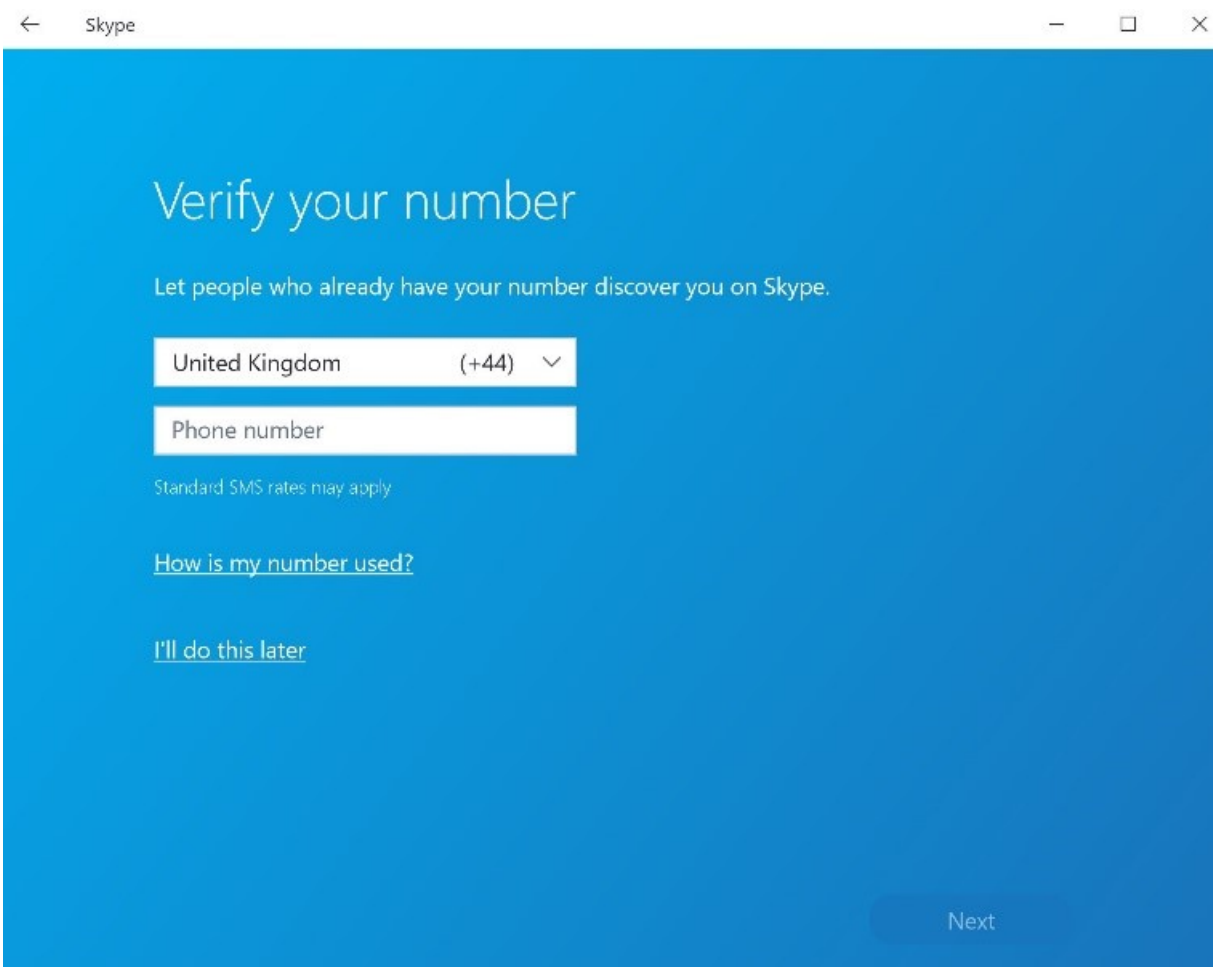 Skype
Verify your number
Let people who already have your number discover you on Skype.
United Kingdom (+44)
Phone number
Standard SMS rates may apply
How is my number used?
I'll do this later
Next